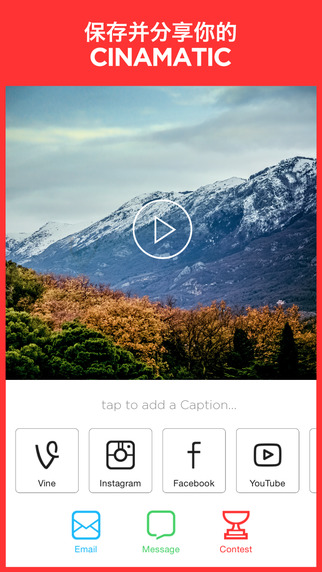 保存并分享你的
CINAMATIC
tap to add a Caption...
Vine
Instagram
Facebook
YouTube
Email
Message
Contest